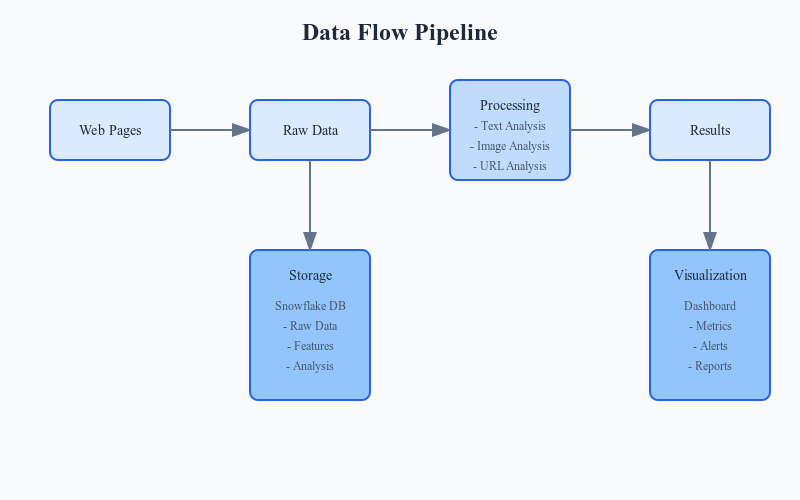 Data Flow Pipeline
Web Pages
Raw Data
Processing
- Text Analysis
- Image Analysis
- URL Analysis
Results
Storage
Snowflake DB
- Raw Data
- Features
- Analysis
Visualization
Dashboard
- Metrics
- Alerts
- Reports